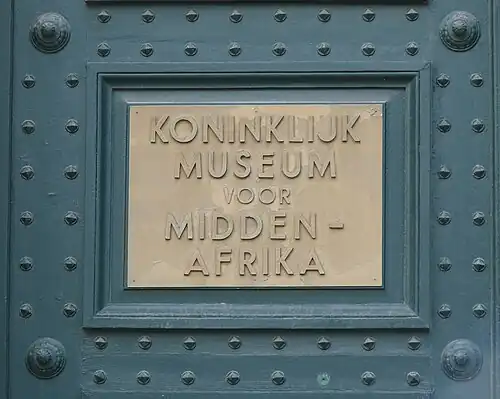 KONINKLIJK
MUSEUM
VOOR
MIDDEN-
AFRIKA